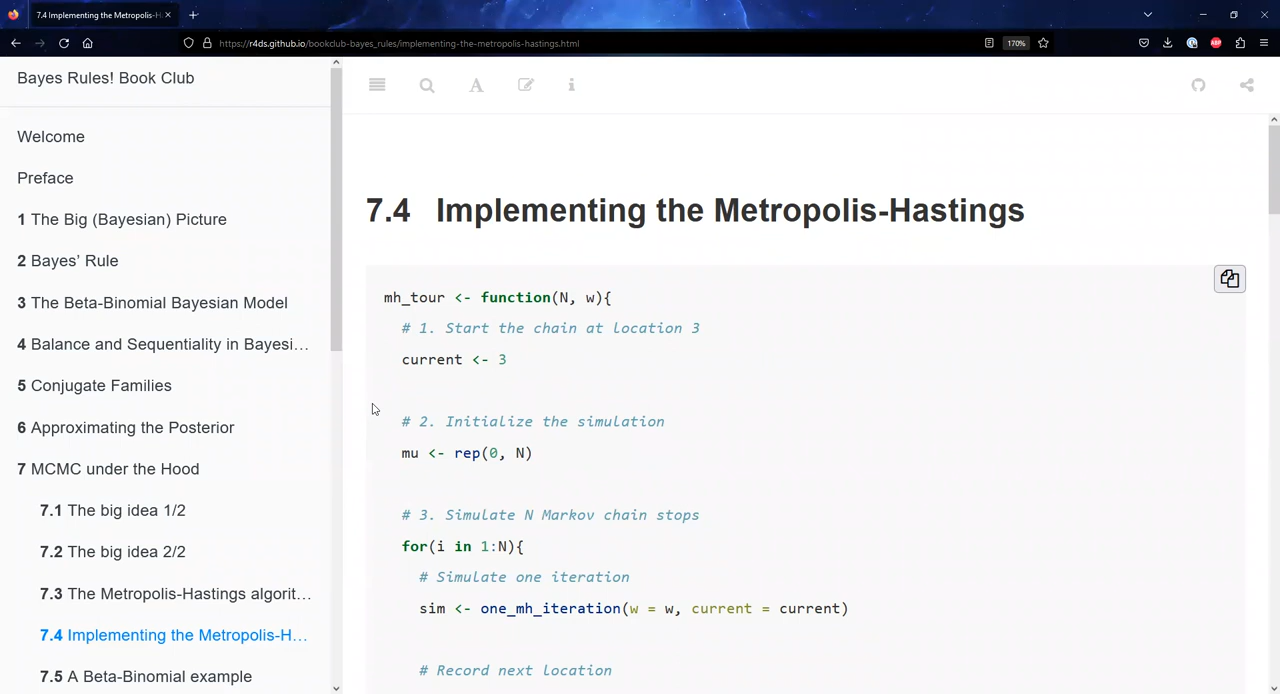 7.4 Implementing the Metropolis-H
https://r4ds.github.io/bookclub-bayes_rules/implementing-the-metropolis-hastings.html
170%
ABP
Bayes Rules! Book Club
Welcome
Preface
1 The Big (Bayesian) Picture
2 Bayes’ Rule
3 The Beta-Binomial Bayesian Model
4 Balance and Sequentiality in Bayesi…
5 Conjugate Families
6 Approximating the Posterior
7 MCMC under the Hood
7.1 The big idea 1/2
7.2 The big idea 2/2
7.3 The Metropolis-Hastings algorit…
7.4 Implementing the Metropolis-H…
7.5 A Beta-Binomial example
7.4 Implementing the Metropolis-Hastings
mh_tour <- function(N, w){
# 1. Start the chain at location 3
current <- 3
# 2. Initialize the simulation
mu <- rep(0, N)
# 3. Simulate N Markov chain stops
for(i in 1:N){
# Simulate one iteration
sim <- one_mh_iteration(w = w, current = current)
# Record next location